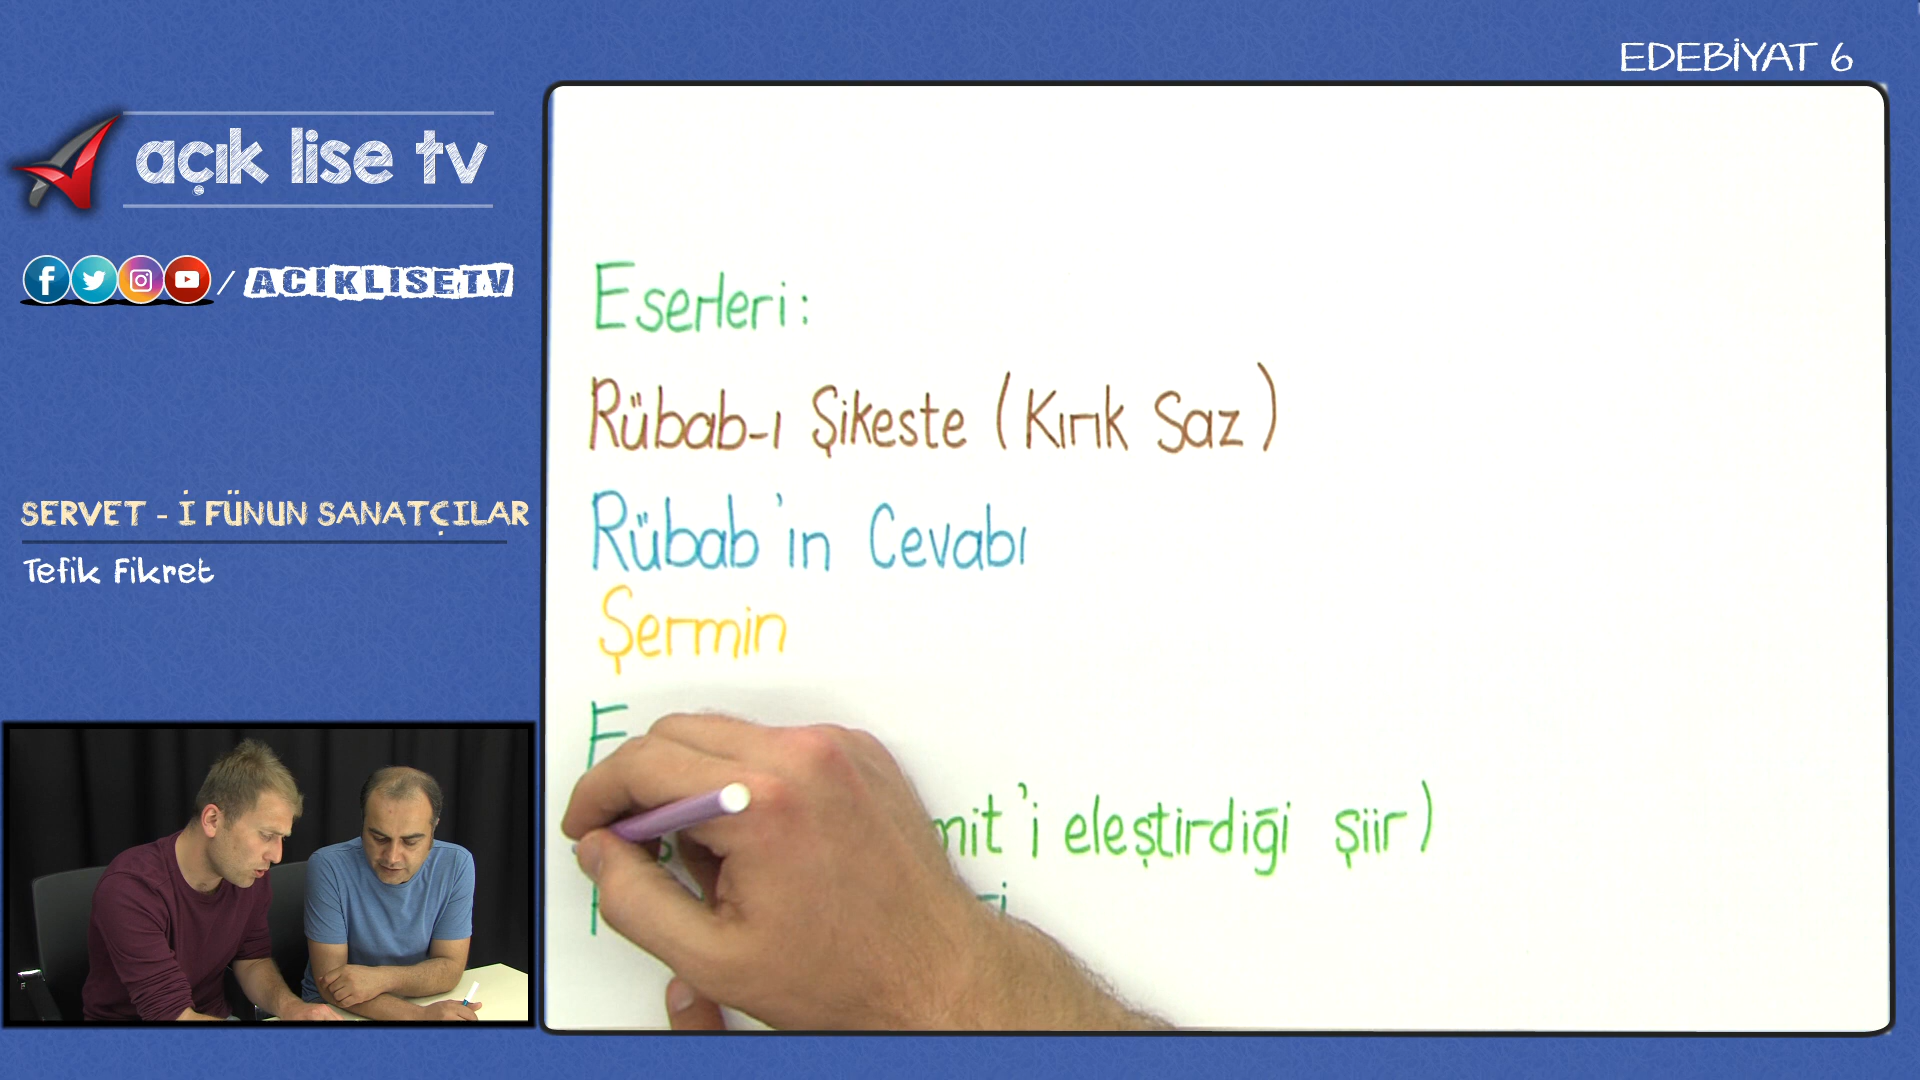 EDEBİYAT 6
açık lise tv
/ ACIKLISETV
SERVET - İ FÜNUN SANATÇILAR
Tefik Fikret
Eserleri:
Rübab-ı Şikeste (Kırık Saz)
Rübab'ın Cevabı
Şermin
'i eleştirdiği şiir)